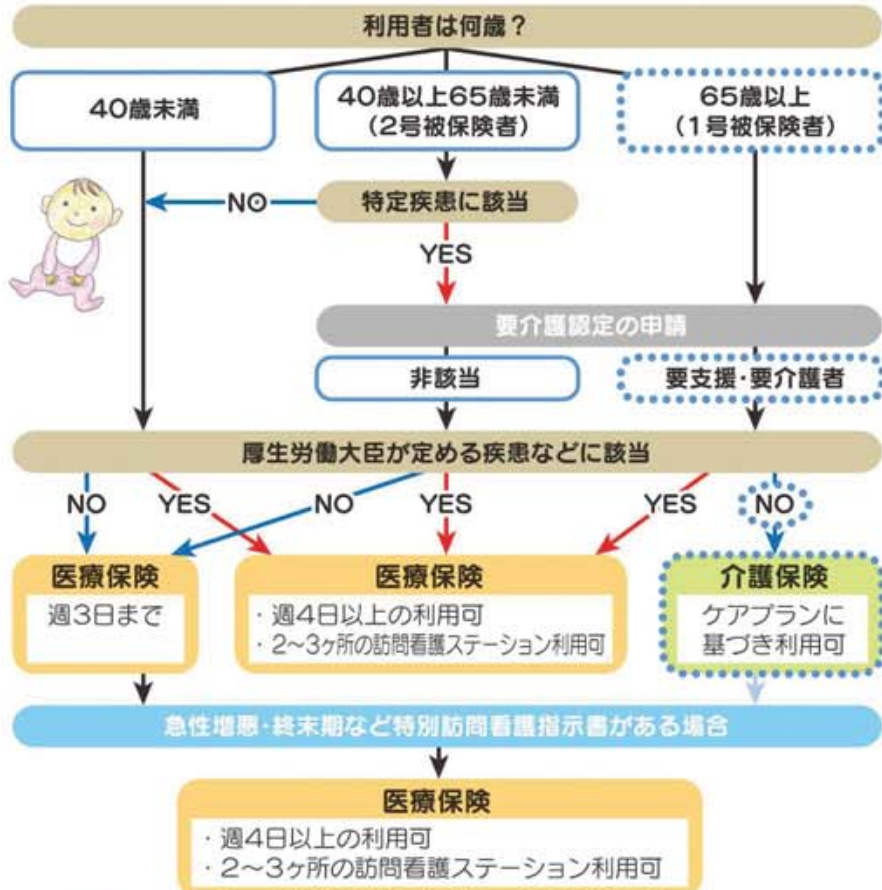 利用者は何歳？
40歳未満
40歳以上65歳未満
（2号被保険者）
65歳以上
（1号被保険者）
NO
特定疾患に該当
YES
要介護認定の申請
非該当
要支援・要介護者
厚生労働大臣が定める疾患などに該当
NO
YES
NO
YES
YES
NO
医療保険
週3日まで
医療保険
・週4日以上の利用可
・2～3ヶ所の訪問看護ステーション利用可
介護保険
ケアプランに
基づき利用可
急性増悪・終末期など特別訪問看護指示書がある場合
医療保険
・週4日以上の利用可
・2～3ヶ所の訪問看護ステーション利用可